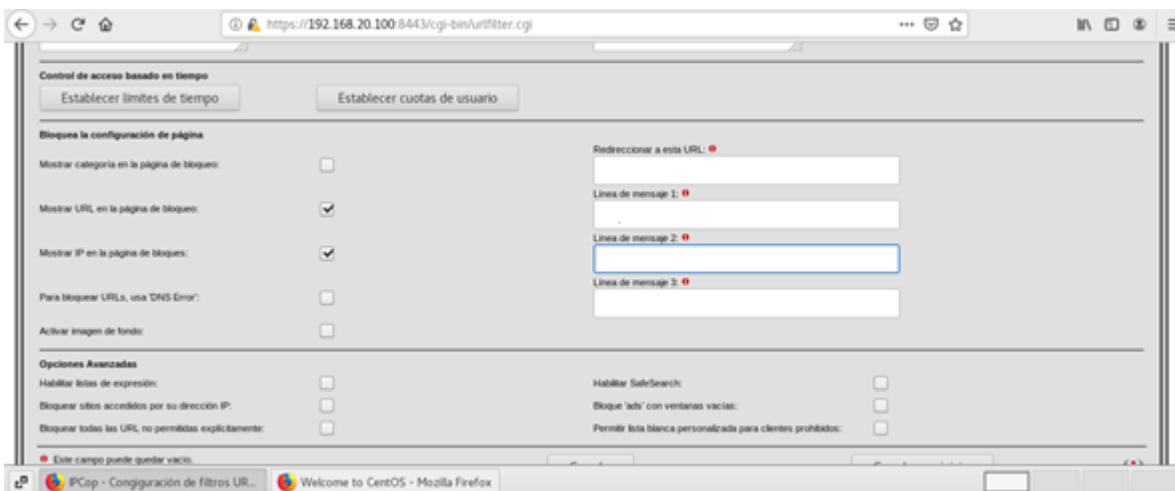 https://192.168.20.100:8443/cgi-bin/urlfilter.cgi
Control de acceso basado en tiempo
Establecer límites de tiempo
Establecer cuotas de usuario
Bloquea la configuración de página
Mostrar categoría en la página de bloqueo:
Redireccionar a esta URL:
Mostrar URL en la página de bloqueo:
Línea de mensaje 1:
.
Mostrar IP en la página de bloques:
Línea de mensaje 2:
Para bloquear URLs, usa 'DNS Error':
Línea de mensaje 3:
Activar imagen de fondo:
Opciones Avanzadas
Habilitar listas de expresión:
Habilitar SafeSearch:
Bloquear sitios accedidos por su dirección IP:
Bloque 'ads' con ventanas vacías:
Bloquear todas las URL no permitidas explícitamente:
Permitir lista blanca personalizada para clientes prohibidos:
Este campo puede quedar vacío.
IPCop - Congiguración de filtros UR...
Welcome to CentOS - Mozilla Firefox